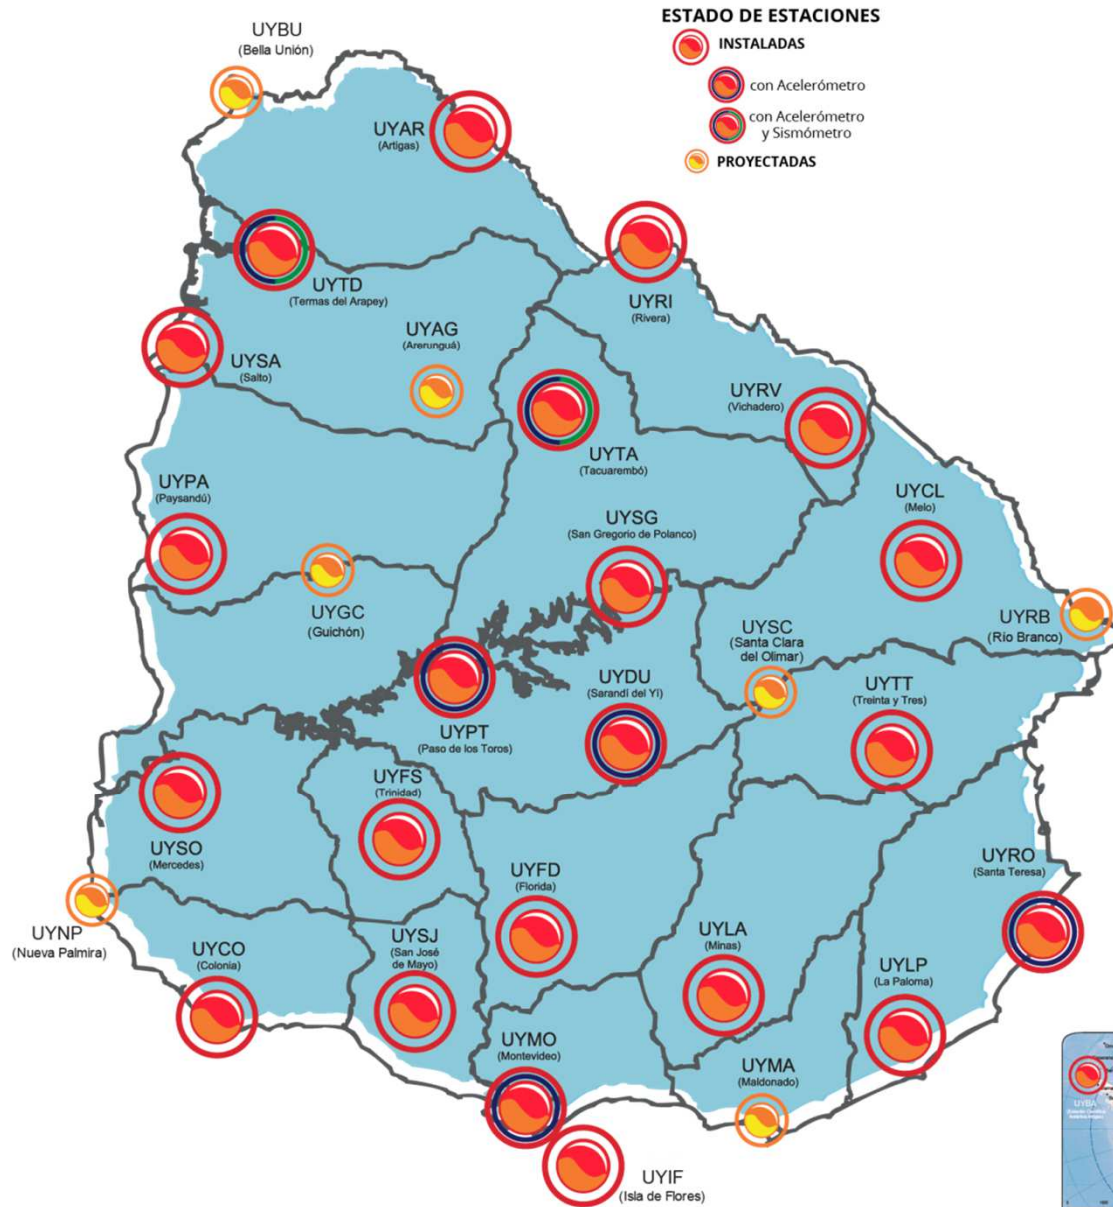 ESTADO DE ESTACIONES
INSTALADAS
con Acelerómetro
con Acelerómetro
y Sismómetro
PROYECTADAS
UYBU
(Bella Unión)
UYAR
(Artigas)
UYTD
(Termas del Arapey)
UYRI
(Rivera)
UYAG
(Arerunguá)
UYSA
(Salto)
UYRV
(Vichadero)
UYTA
(Tacuarembó)
UYPA
(Paysandú)
UYCL
(Melo)
UYSG
(San Gregorio de Polanco)
UYGC
(Guichón)
UYRB
(Río Branco)
UYSC
(Santa Clara
del Olimar)
UYDU
(Sarandí del Yí)
UYTT
(Treinta y Tres)
UYPT
(Paso de los Toros)
UYFS
(Trinidad)
UYSO
(Mercedes)
UYFD
(Florida)
UYRO
(Santa Teresa)
UYNP
(Nueva Palmira)
UYCO
(Colonia)
UYSJ
(San José
de Mayo)
UYLA
(Minas)
UYLP
(La Paloma)
UYMO
(Montevideo)
UYMA
(Maldonado)
UYBA
UYIF
(Isla de Flores)